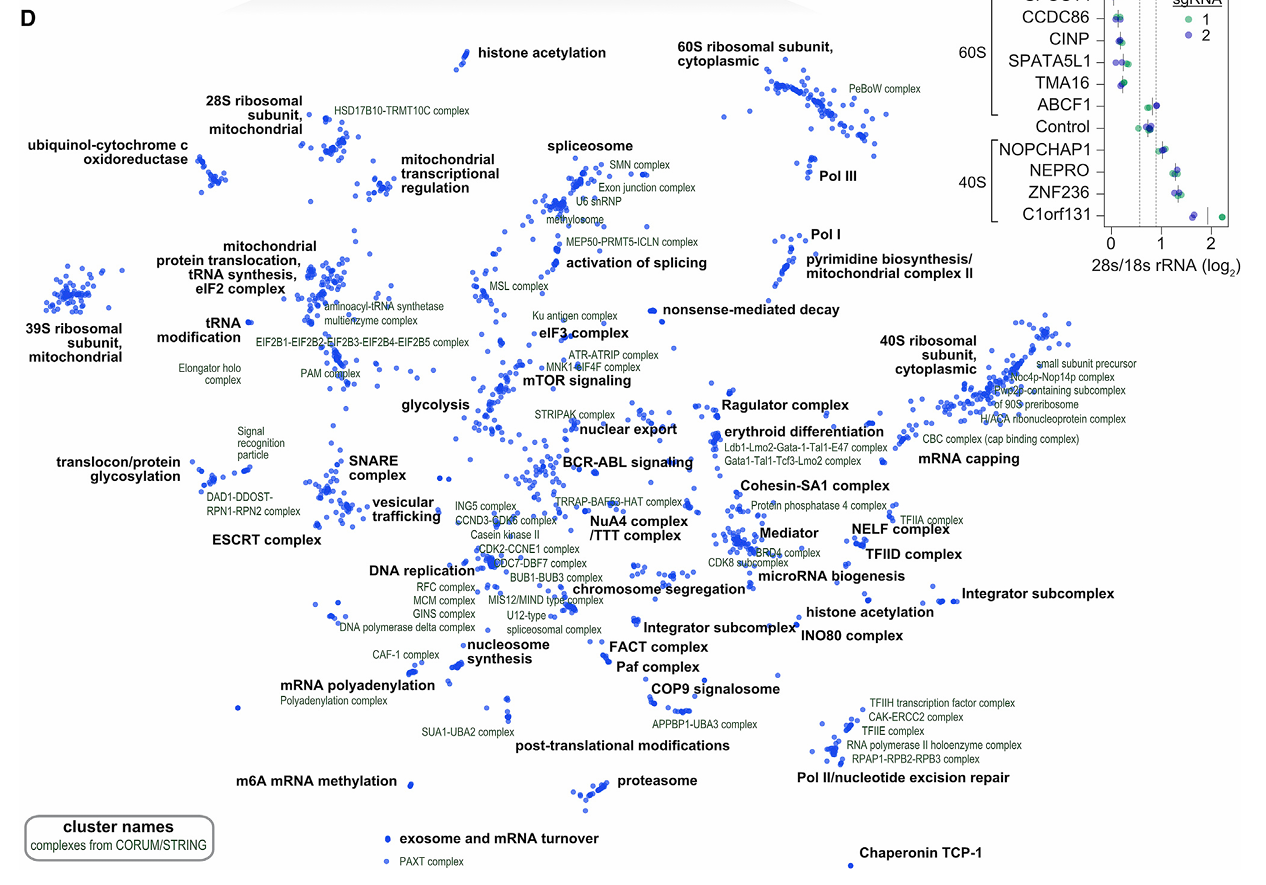 D
histone acetylation
60S ribosomal subunit,
cytoplasmic
PeBoW complex
28S ribosomal
subunit,
mitochondrial
HSD17B10-TRMT10C complex
ubiquinol-cytochrome c
oxidoreductase
mitochondrial
transcriptional
regulation
spliceosome
SMN complex
Exon junction complex
U6 snRNP
methylosome
Pol III
MEP50-PRMT5-ICLN complex
activation of splicing
Pol I
pyrimidine biosynthesis/
mitochondrial complex II
mitochondrial
protein translocation,
tRNA synthesis,
eIF2 complex
MSL complex
aminoacyl-tRNA synthetase
multienzyme complex
39S ribosomal
subunit,
mitochondrial
tRNA
modification
Elongator holo
complex
EIF2B1-EIF2B2-EIF2B3-EIF2B4-EIF2B5 complex
PAM complex
Ku antigen complex
eIF3 complex
nonsense-mediated decay
ATR-ATRIP complex
MNK1-eIF4F complex
mTOR signaling
40S ribosomal
subunit,
cytoplasmic
small subunit precursor
Noc4p-Nop14p complex
Pwp2p-containing subcomplex
of 90S preribosome
H/ACA ribonucleoprotein complex
CBC complex (cap binding complex)
mRNA capping
glycolysis
STRIPAK complex
nuclear export
Ragulator complex
erythroid differentiation
Ldb1-Lmo2-Gata-1-Tal1-E47 complex
Gata1-Tal1-Tcf3-Lmo2 complex
Signal
recognition
particle
translocon/protein
glycosylation
DAD1-DDOST-
RPN1-RPN2 complex
SNARE
complex
vesicular
trafficking
ESCRT complex
BCR-ABL signaling
Cohesin-SA1 complex
Protein phosphatase 4 complex
ING5 complex
CCND3-CDK6 complex
Casein kinase II
CDK2-CCNE1 complex
CDC7-DBF7 complex
BUB1-BUB3 complex
TRRAP-BAF53-HAT complex
NuA4 complex
/TTT complex
Mediator
BRD4 complex
CDK8 subcomplex
TFIIA complex
NELF complex
TFIID complex
microRNA biogenesis
DNA replication
RFC complex
MCM complex
GINS complex
DNA polymerase delta complex
chromosome segregation
MIS12/MIND type complex
U12-type
spliceosomal complex
Integrator subcomplex
histone acetylation
Integrator subcomplex
INO80 complex
CAF-1 complex
nucleosome
synthesis
FACT complex
Paf complex
mRNA polyadenylation
Polyadenylation complex
COP9 signalosome
APPBP1-UBA3 complex
SUA1-UBA2 complex
post-translational modifications
TFIIH transcription factor complex
CAK-ERCC2 complex
TFIIE complex
RNA polymerase II holoenzyme complex
RPAP1-RPB2-RPB3 complex
Pol II/nucleotide excision repair
m6A mRNA methylation
proteasome
cluster names
complexes from CORUM/STRING
exosome and mRNA turnover
PAXT complex
Chaperonin TCP-1
1
2
60S
CCDC86
CINP
SPATA5L1
TMA16
ABCF1
Control
40S
NOPCHAP1
NEPRO
ZNF236
C1orf131
0 1 2
28s/18s rRNA (log2)